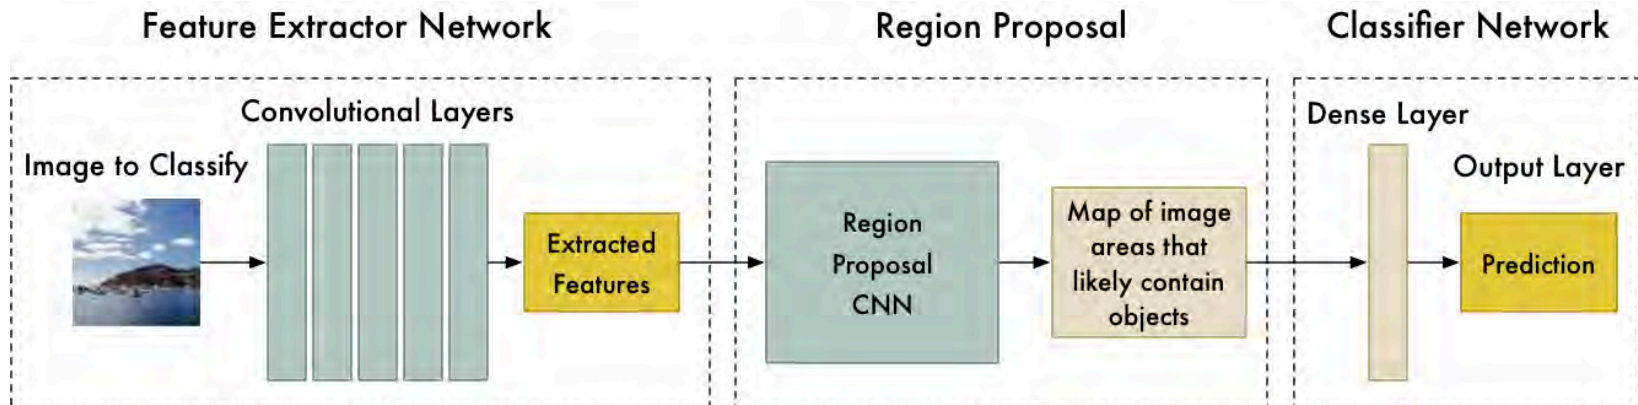 Feature Extractor Network
Region Proposal
Classifier Network
Convolutional Layers
Image to Classify
Extracted
Features
Region
Proposal
CNN
Map of image
areas that
likely contain
objects
Dense Layer
Output Layer
Prediction